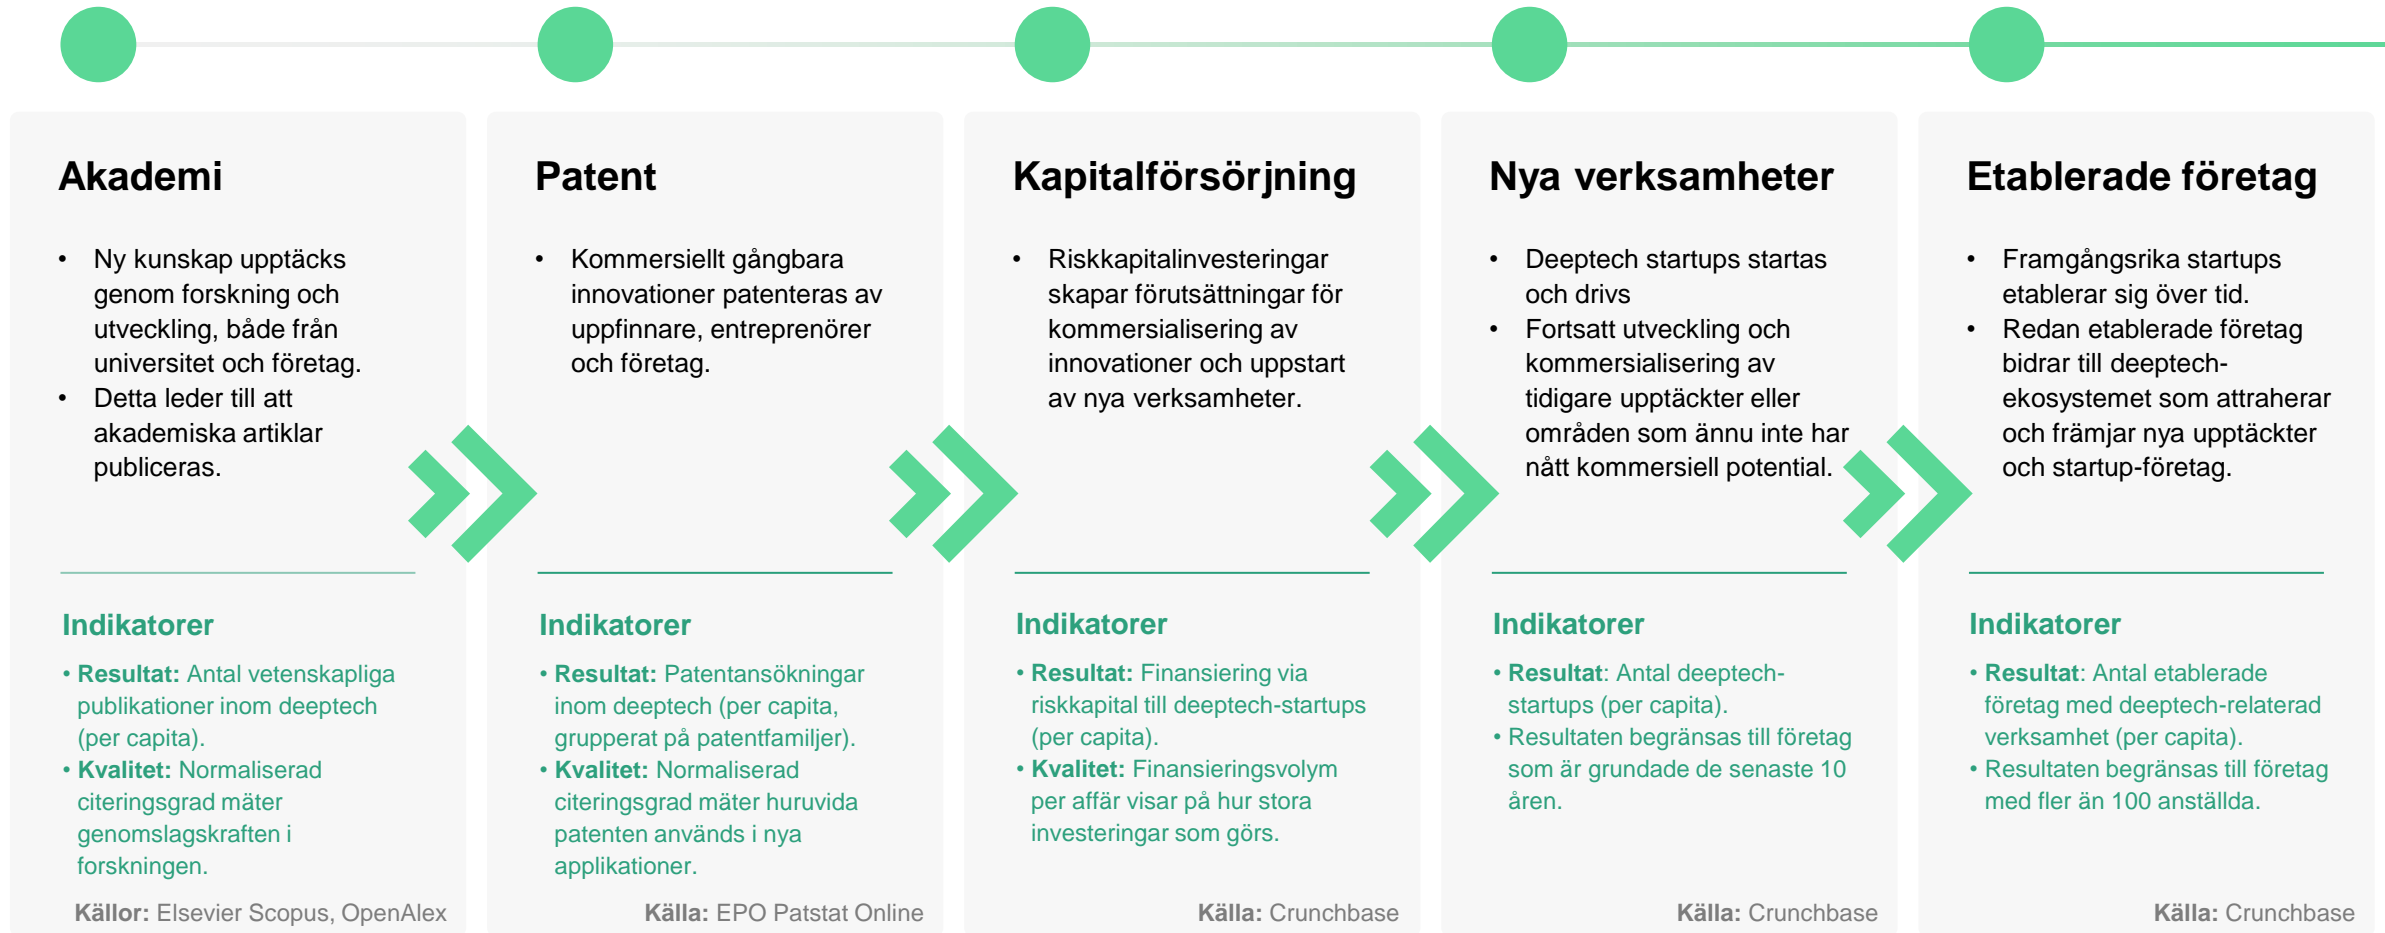 Akademi
• Ny kunskap upptäcks
genom forskning och
utveckling, både från
universitet och företag.
• Detta leder till att
akademiska artiklar
publiceras.
Indikatorer
• Resultat: Antal vetenskapliga
publikationer inom deeptech
(per capita).
• Kvalitet: Normaliserad
citeringsgrad mäter
genomslagskraften i
forskningen.
Källor: Elsevier Scopus, OpenAlex
Patent
• Kommersiellt gångbara
innovationer patenteras av
uppfinnare, entreprenörer
och företag.
Indikatorer
• Resultat: Patentansökningar
inom deeptech (per capita,
grupperat på patentfamiljer).
• Kvalitet: Normaliserad
citeringsgrad mäter huruvida
patenten används i nya
applikationer.
Källa: EPO Patstat Online
Kapitalförsörjning
• Riskkapitalinvesteringar
skapar förutsättningar för
kommersialisering av
innovationer och uppstart
av nya verksamheter.
Indikatorer
• Resultat: Finansiering via
riskkapital till deeptech-startups
(per capita).
• Kvalitet: Finansieringsvolym
per affär visar på hur stora
investeringar som görs.
Källa: Crunchbase
Nya verksamheter
• Deeptech startups startas
och drivs
• Fortsatt utveckling och
kommersialisering av
tidigare upptäckter eller
områden som ännu inte har
nått kommersiell potential.
Indikatorer
• Resultat: Antal deeptech-
startups (per capita).
• Resultaten begränsas till företag
som är grundade de senaste 10
åren.
Källa: Crunchbase
Etablerade företag
• Framgångsrika startups
etablerar sig över tid.
• Redan etablerade företag
bidrar till deeptech-
ekosystemet som attraherar
och främjar nya upptäckter
och startup-företag.
Indikatorer
• Resultat: Antal etablerade
företag med deeptech-relaterad
verksamhet (per capita).
• Resultaten begränsas till företag
med fler än 100 anställda.
Källa: Crunchbase